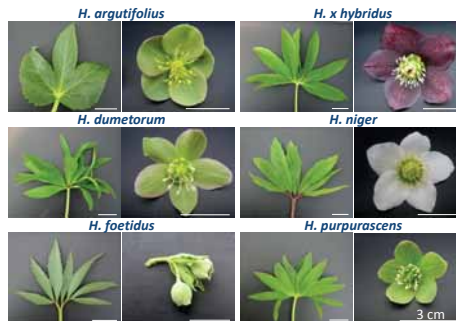 H. argutifolius
H. x hybridus
H. dumetorum
H. niger
H. foetidus
H. purpurascens
3 cm